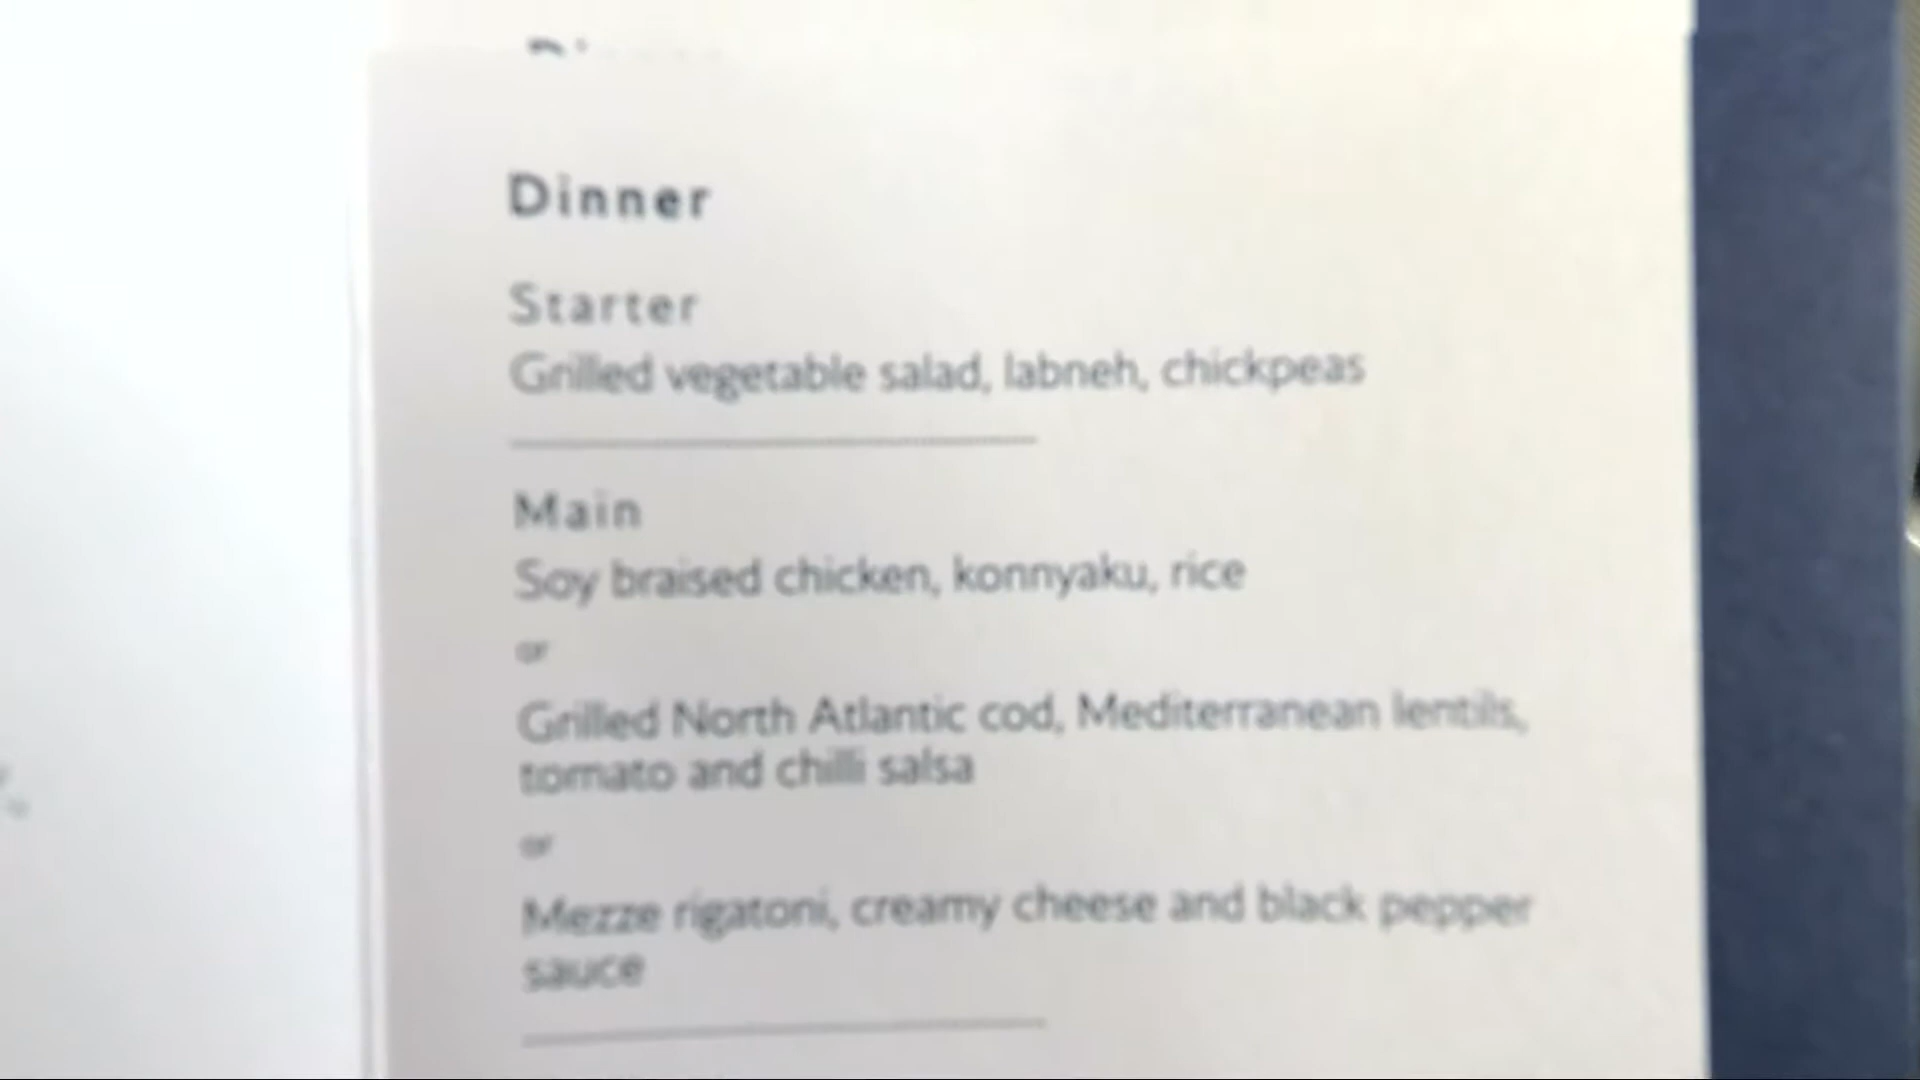 Dinner
Starter
Grilled vegetable salad, labneh, chickpeas
Main
Soy braised chicken, konnyaku, rice
or
Grilled North Atlantic cod, Mediterranean lentils,
tomato and chilli salsa
or
Mezze rigatoni, creamy cheese and black pepper
sauce